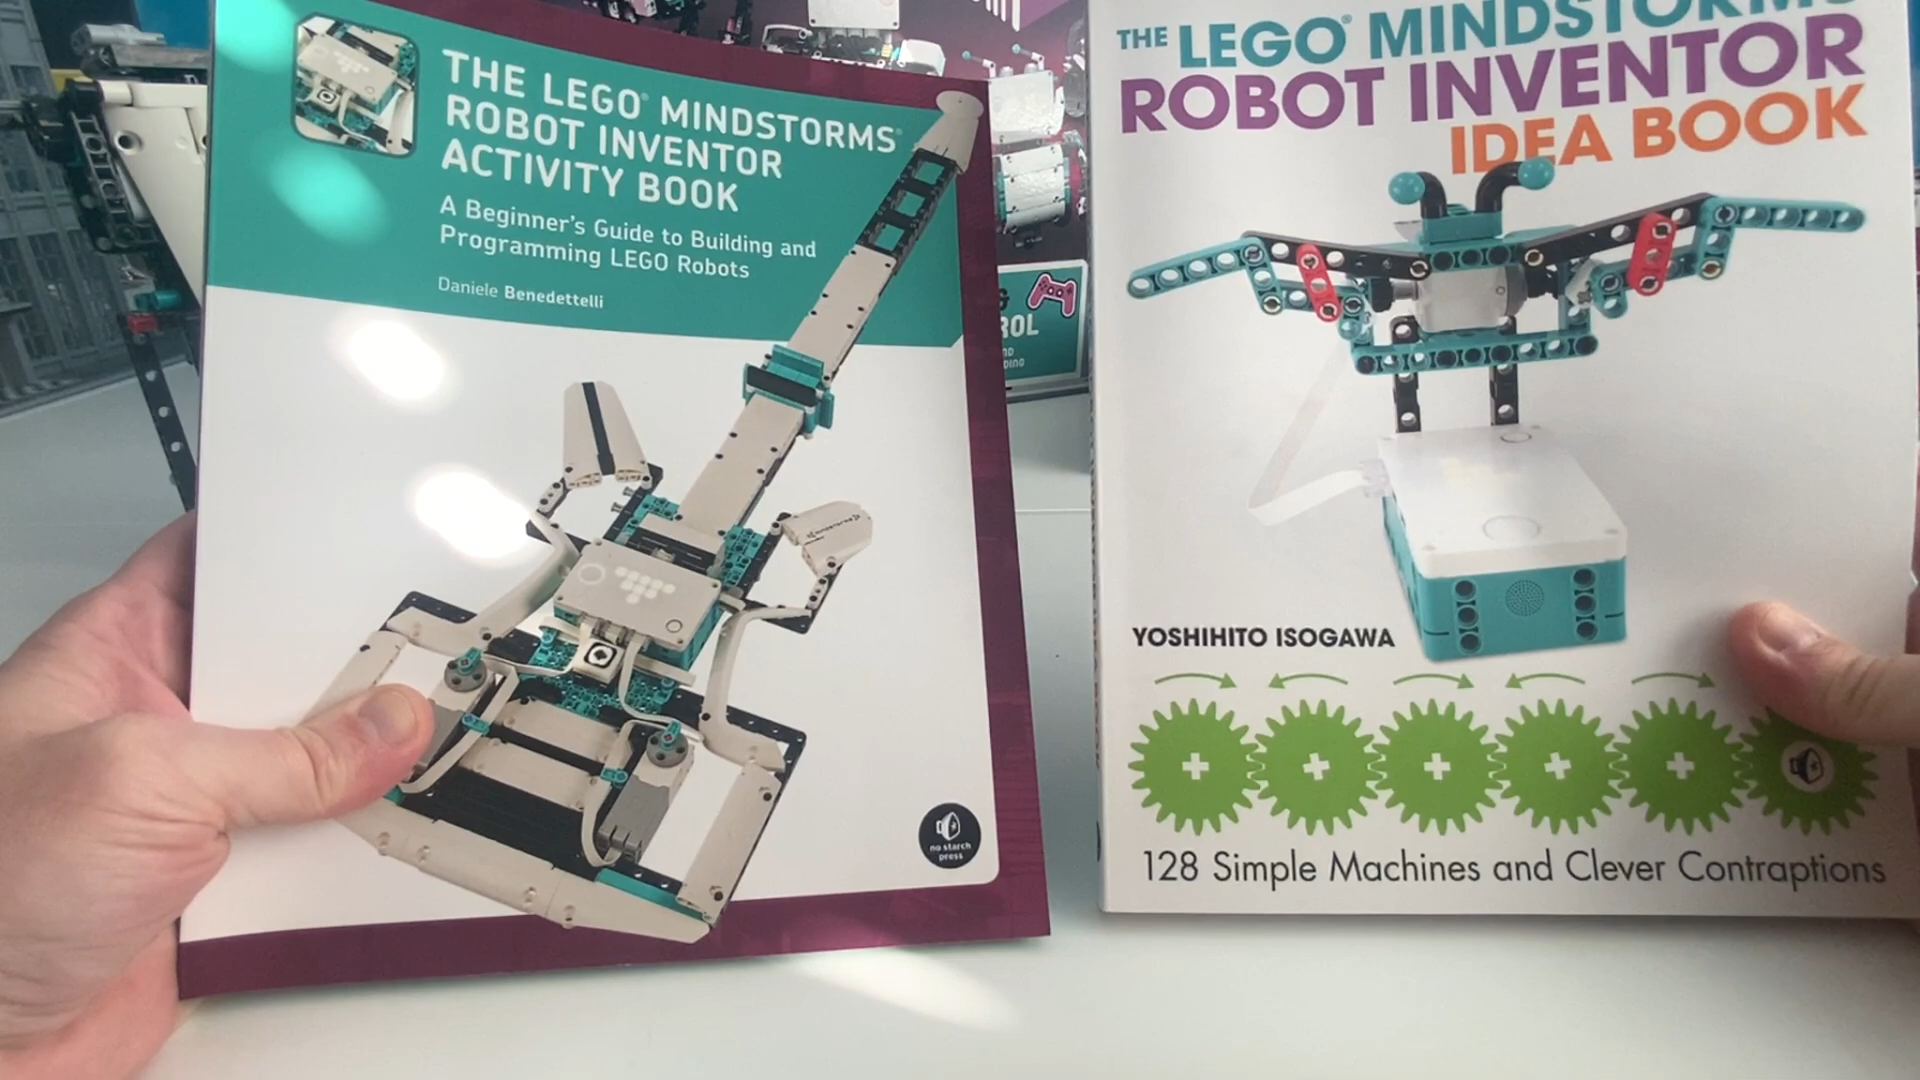 THE LEGO® MINDSTORMS®
ROBOT INVENTOR
ACTIVITY BOOK
A Beginner's Guide to Building and
Programming LEGO Robots
Daniele Benedettelli
no starch
press
THE LEGO® MINDSTORMS
ROBOT INVENTOR
IDEA BOOK
YOSHIHITO ISOGAWA
128 Simple Machines and Clever Contraptions